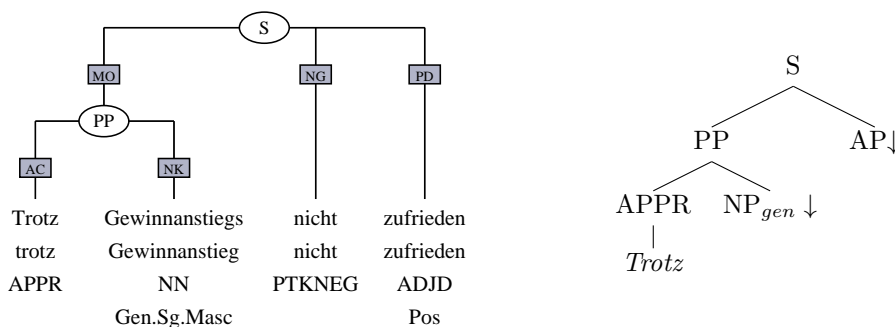 S
MO NG PD
PP
AC NK
Trotz Gewinnanstiegs nicht zufrieden
trotz Gewinnanstieg nicht zufrieden
APPR NN PTKNEG ADJD
Gen.Sg.Masc Pos
S
PP AP↓
APPR NP_gen ↓
Trotz